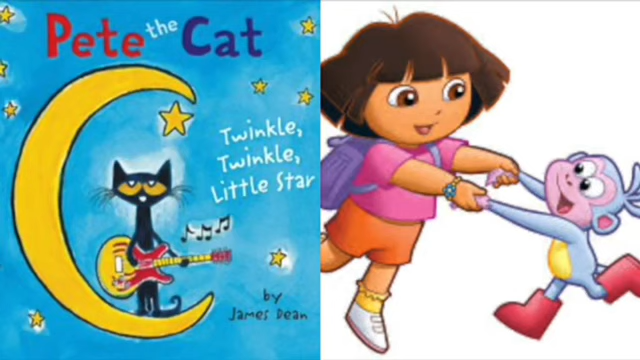 Pete the Cat
Twinkle,
Twinkle,
Little Star
by
James Dean